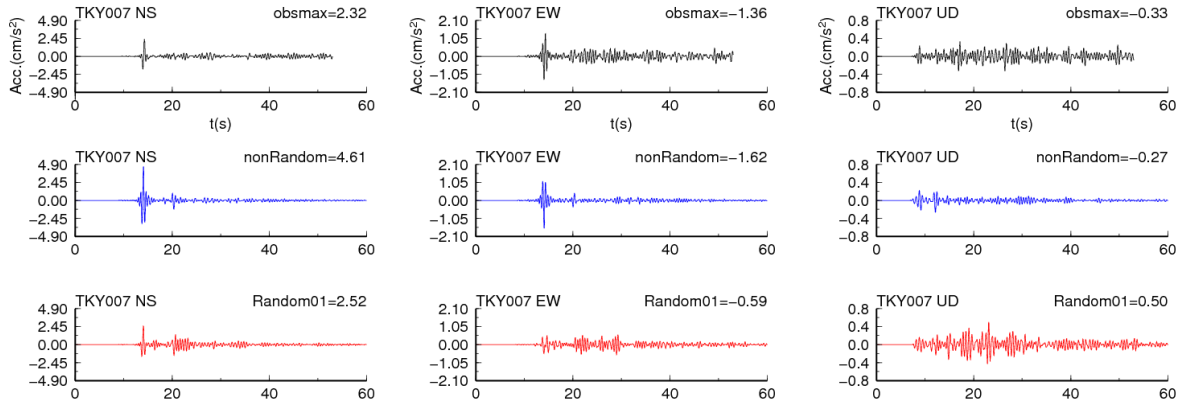 TKY007 NS obsmax=2.32
4.90
2.45
0.00
−2.45
−4.90
Acc.(cm/s²)
0 20 40 60
t(s)
TKY007 EW obsmax=−1.36
2.10
1.05
0.00
−1.05
−2.10
Acc.(cm/s²)
0 20 40 60
t(s)
TKY007 UD obsmax=−0.33
0.8
0.4
0.0
−0.4
−0.8
Acc.(cm/s²)
0 20 40 60
t(s)
TKY007 NS nonRandom=4.61
4.90
2.45
0.00
−2.45
−4.90
0 20 40 60
TKY007 EW nonRandom=−1.62
2.10
1.05
0.00
−1.05
−2.10
0 20 40 60
TKY007 UD nonRandom=−0.27
0.8
0.4
0.0
−0.4
−0.8
0 20 40 60
TKY007 NS Random01=2.52
4.90
2.45
0.00
−2.45
−4.90
0 20 40 60
TKY007 EW Random01=−0.59
2.10
1.05
0.00
−1.05
−2.10
0 20 40 60
TKY007 UD Random01=0.50
0.8
0.4
0.0
−0.4
−0.8
0 20 40 60